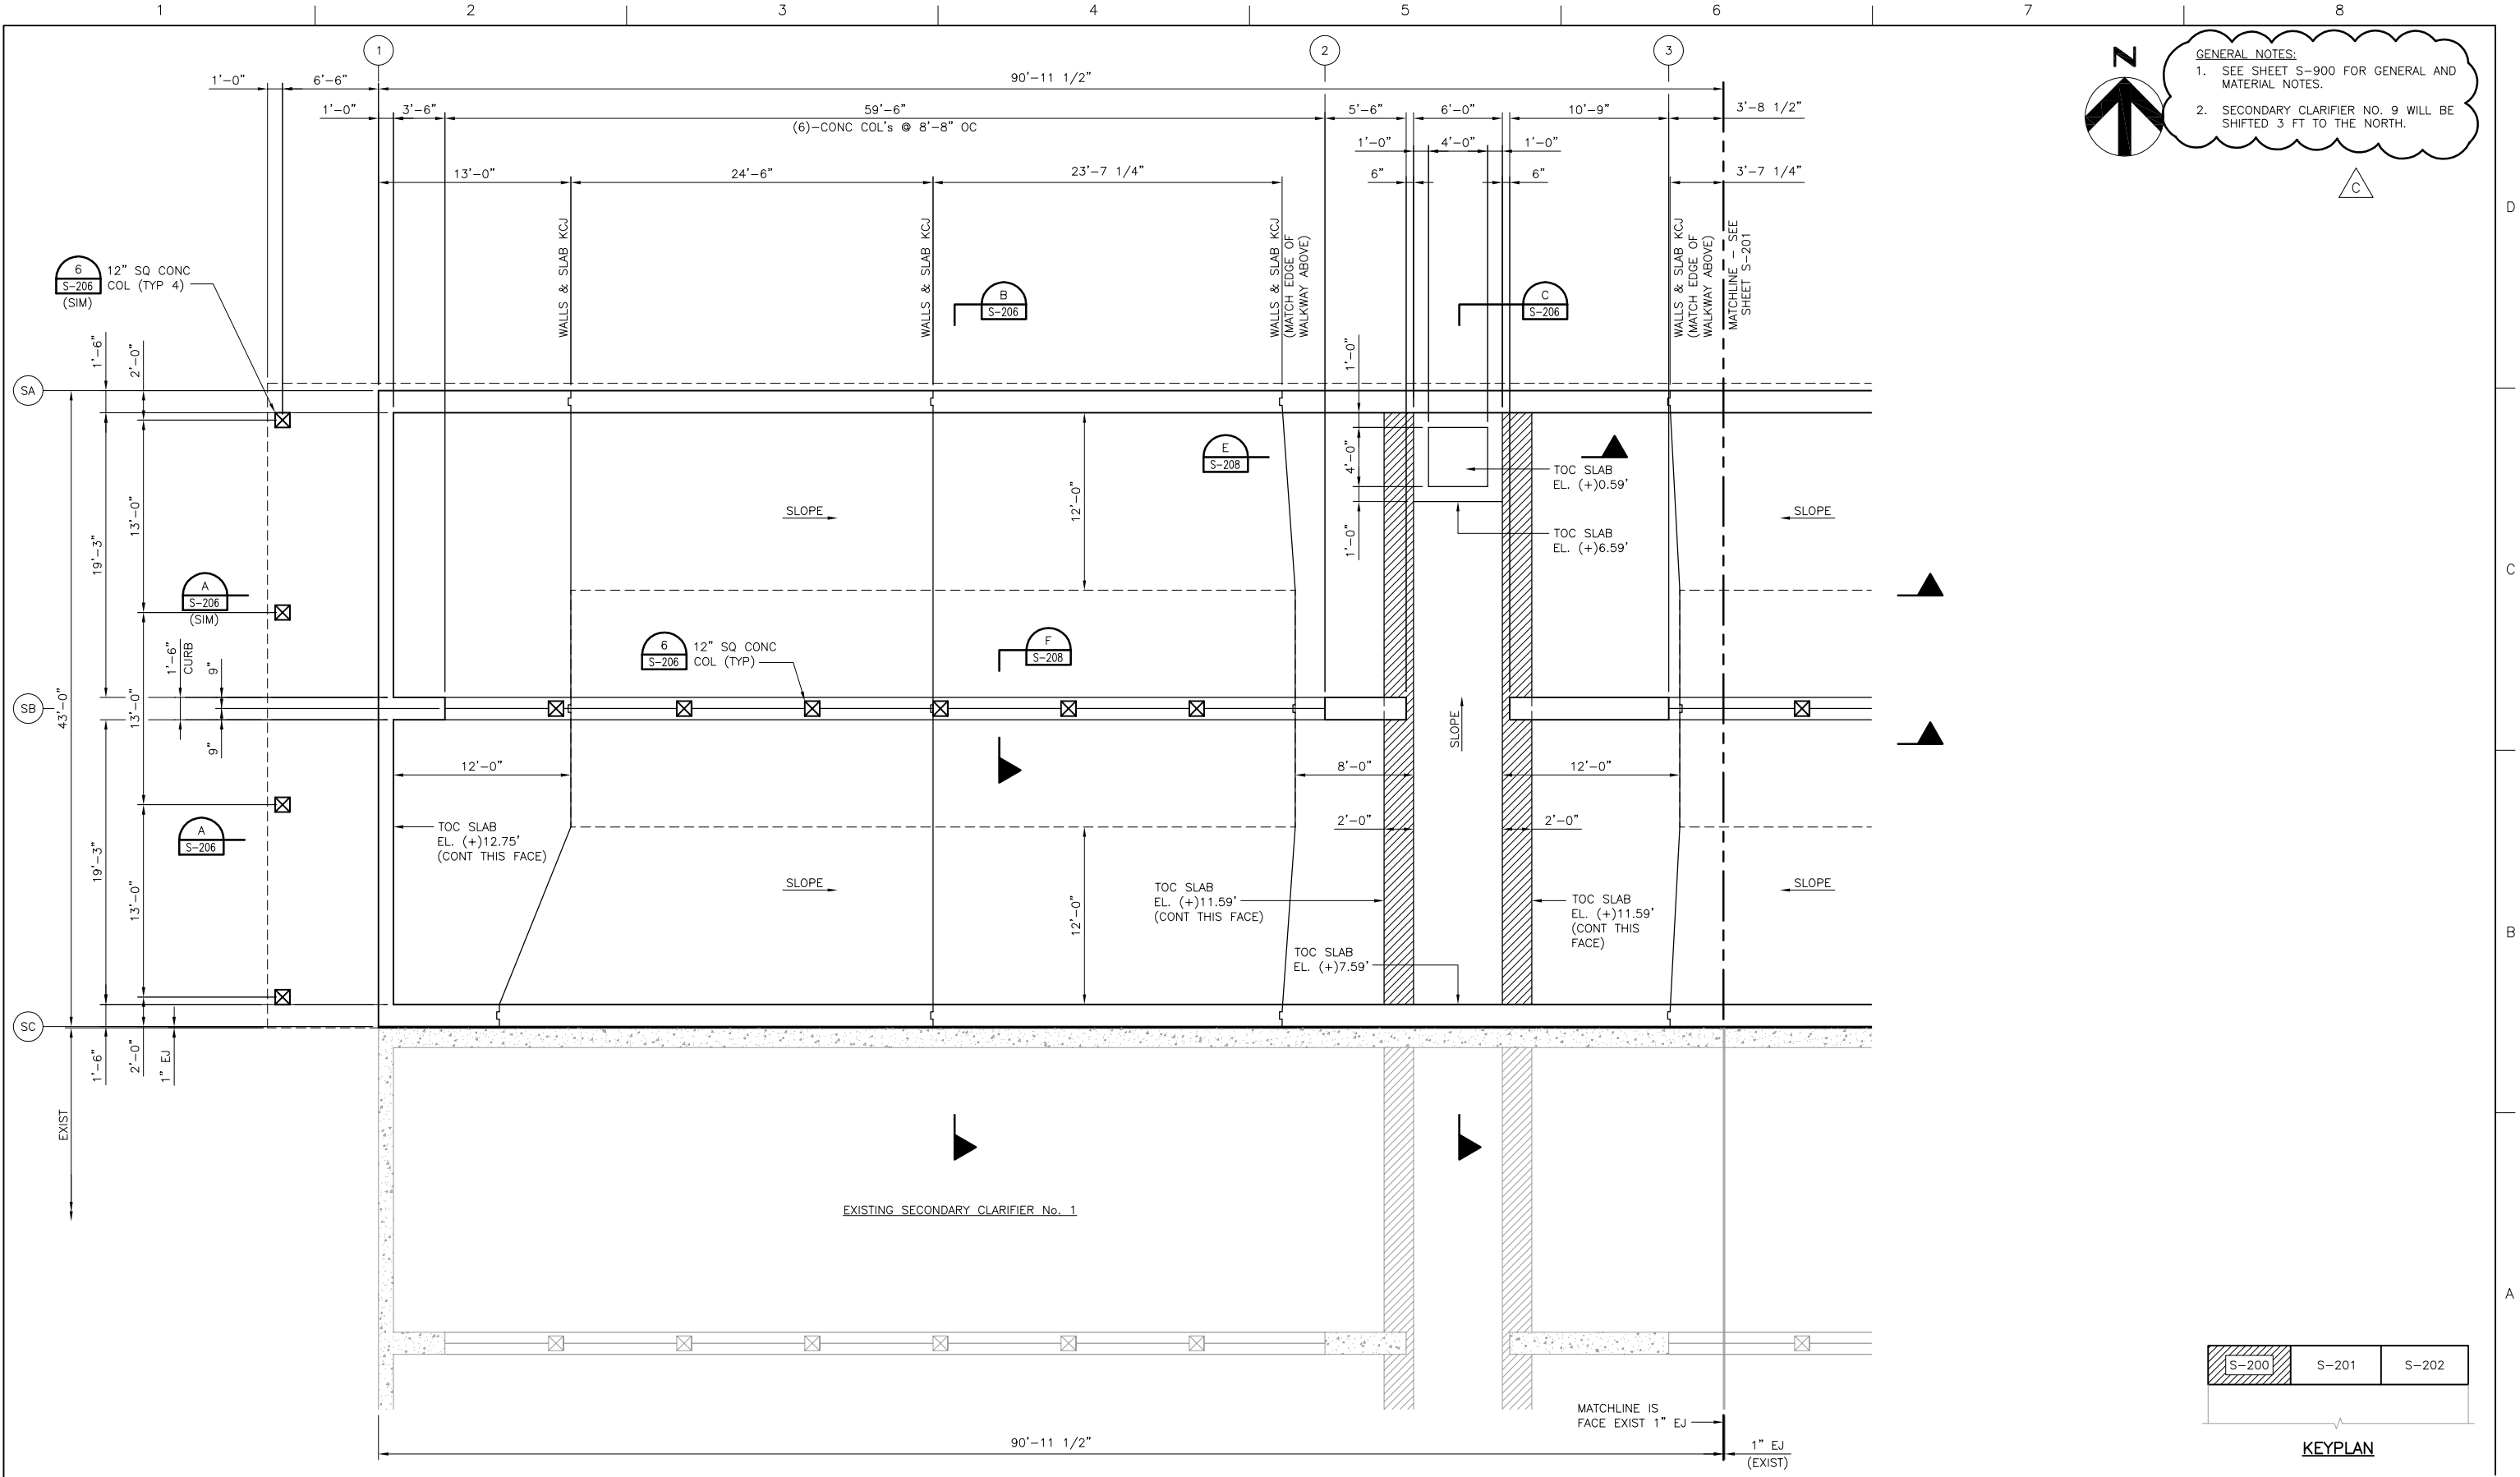 1 2 3 4 5 6 7 8
1 2 3
N
GENERAL NOTES:
1. SEE SHEET S-900 FOR GENERAL AND
MATERIAL NOTES.
2. SECONDARY CLARIFIER NO. 9 WILL BE
SHIFTED 3 FT TO THE NORTH.
C
1'-0" 6'-6" 90'-11 1/2"
1'-0" 3'-6" 59'-6" 5'-6" 6'-0" 10'-9" 3'-8 1/2"
(6)-CONC COL's @ 8'-8" OC
1'-0" 4'-0" 1'-0"
13'-0" 24'-6" 23'-7 1/4" 6" 6" 3'-7 1/4"
WALLS & SLAB KCJ
WALLS & SLAB KCJ
WALLS & SLAB KCJ
(MATCH EDGE OF
WALKWAY ABOVE)
WALLS & SLAB KCJ
(MATCH EDGE OF
WALKWAY ABOVE)
MATCHLINE - SEE
SHEET S-201
D
6
S-206
(SIM)
12" SQ CONC
COL (TYP 4)
B
S-206
C
S-206
1'-6"
2'-0"
1'-0"
SA
E
S-208
4'-0"
TOC SLAB
EL. (+)0.59'
13'-0"
19'-3"
SLOPE
12'-0"
1'-0"
TOC SLAB
EL. (+)6.59'
SLOPE
C
A
S-206
(SIM)
6
S-206
12" SQ CONC
COL (TYP)
F
S-208
1'-6"
CURB
9"
SB
43'-0"
13'-0"
9"
SLOPE
12'-0" 8'-0" 12'-0"
A
S-206
TOC SLAB
EL. (+)12.75'
(CONT THIS FACE)
2'-0" 2'-0"
19'-3"
13'-0"
SLOPE
12'-0"
TOC SLAB
EL. (+)11.59'
(CONT THIS FACE)
TOC SLAB
EL. (+)11.59'
(CONT THIS
FACE)
SLOPE
B
TOC SLAB
EL. (+)7.59'
SC
1'-6"
2'-0"
1" EJ
EXIST
EXISTING SECONDARY CLARIFIER No. 1
A
MATCHLINE IS
FACE EXIST 1" EJ
90'-11 1/2"
1" EJ
(EXIST)
S-200 S-201 S-202
KEYPLAN